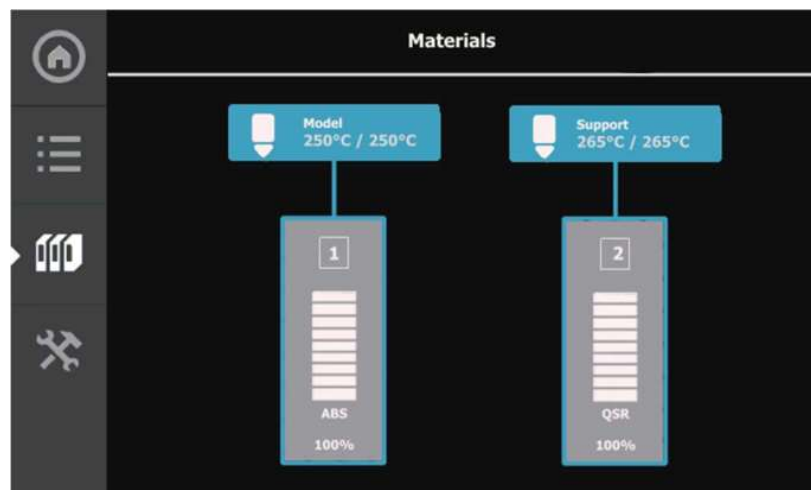 Materials
Model
250°C / 250°C
Support
265°C / 265°C
1
2
ABS
QSR
100%
100%